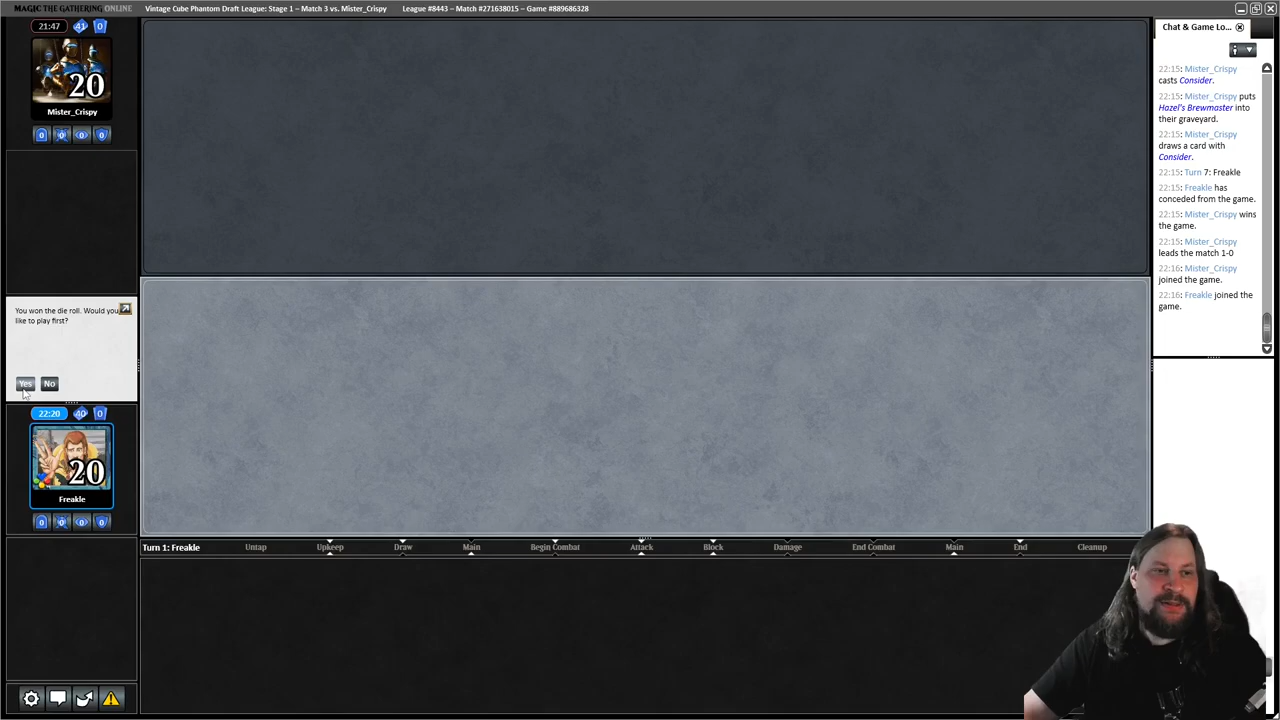 MAGIC THE GATHERING ONLINE
Vintage Cube Phantom Draft League: Stage 1 – Match 3 vs. Mister_Crispy League #8443 – Match #271638015 – Game #889686328
21:47 41 0
20
Mister_Crispy
0 0 0 0
You won the die roll. Would you
like to play first?
Yes No
22:20 40 0
20
Freakle
0 0 0 0
Turn 1: Freakle Untap Upkeep Draw Main Begin Combat Attack Block Damage End Combat Main End Cleanup
Chat & Game Lo...
22:15: Mister_Crispy
casts Consider.
22:15: Mister_Crispy puts
Hazel's Brewmaster into
their graveyard.
22:15: Mister_Crispy
draws a card with
Consider.
22:15: Turn 7: Freakle
22:15: Freakle has
conceded from the game.
22:15: Mister_Crispy wins
the game.
22:15: Mister_Crispy
leads the match 1-0
22:16: Mister_Crispy
joined the game.
22:16: Freakle joined the
game.